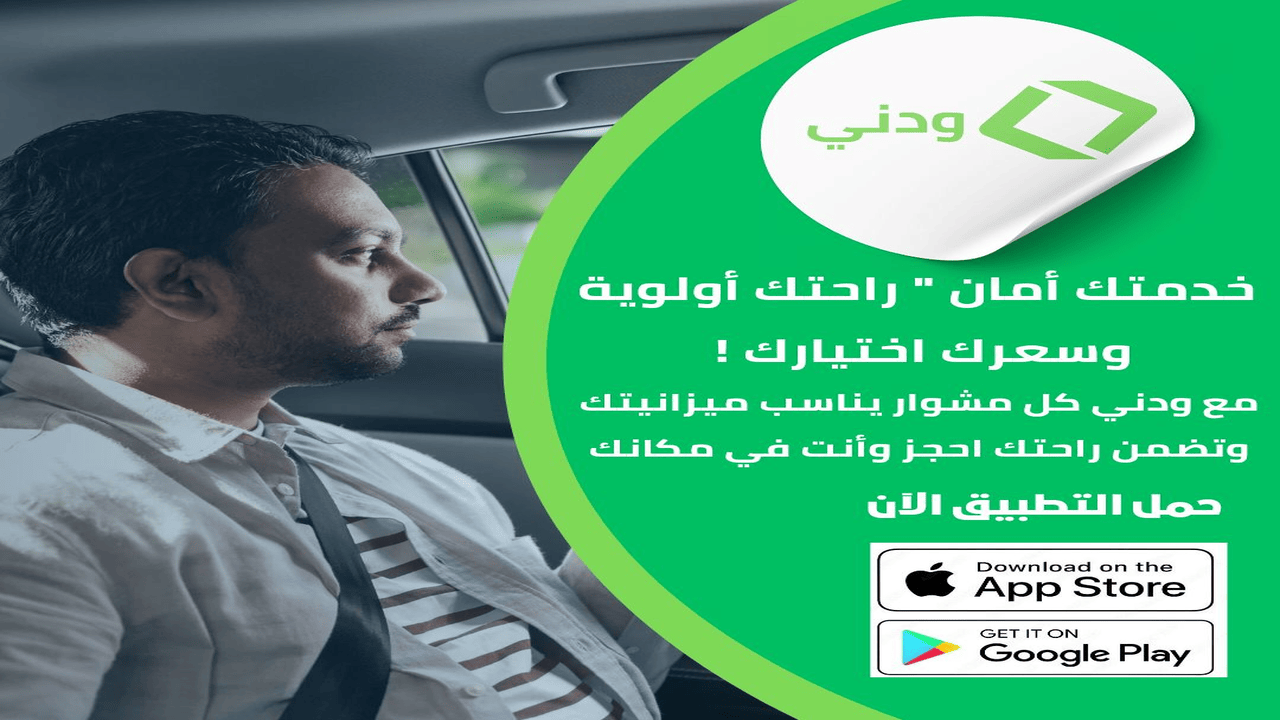 ودني
خدمتك أمان " راحتك أولوية
وسعرك اختيارك !
مع ودني كل مشوار يناسب ميزانيتك
وتضمن راحتك احجز وأنت في مكانك
حمل التطبيق الآن
Download on the
App Store
GET IT ON
Google Play